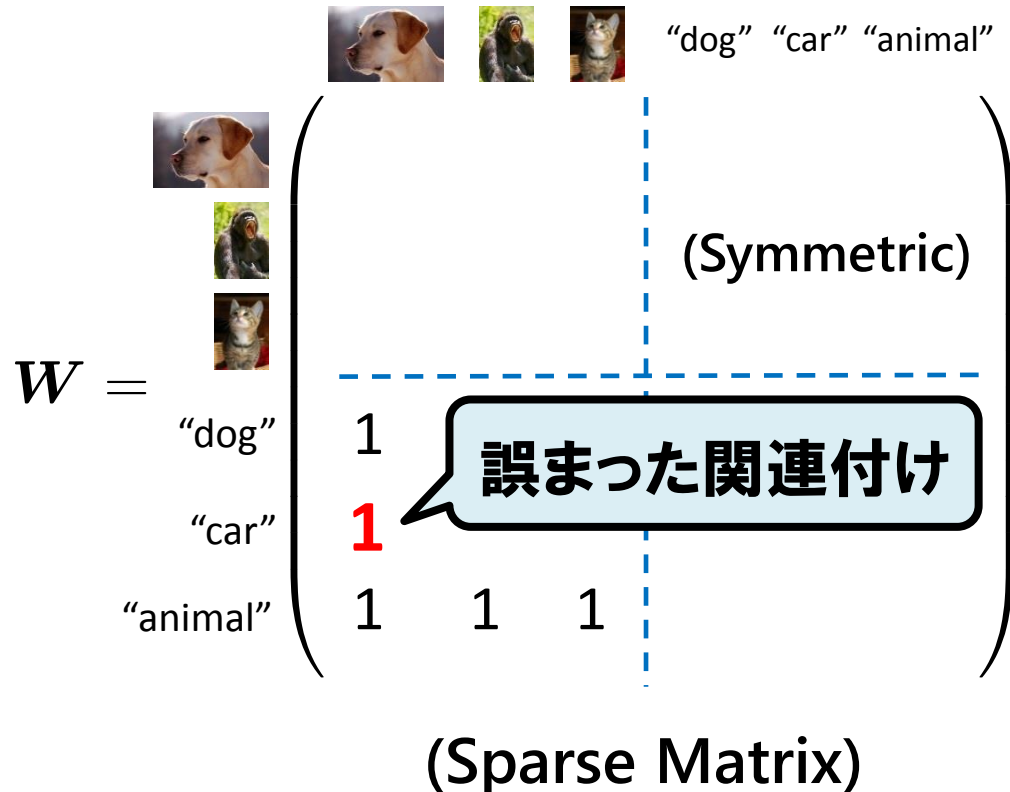 “dog” “car” “animal”
(Symmetric)
W =
“dog” 1
誤まった関連付け
“car” 1
“animal” 1 1 1
(Sparse Matrix)